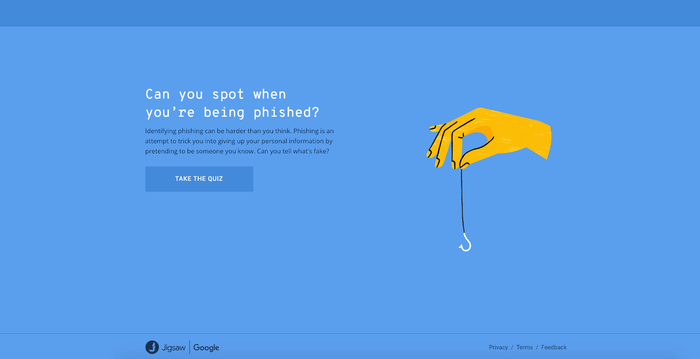 Can you spot when
you're being phished?
Identifying phishing can be harder than you think. Phishing is an
attempt to trick you into giving up your personal information by
pretending to be someone you know. Can you tell what's fake?
TAKE THE QUIZ
Jigsaw | Google
Privacy / Terms / Feedback